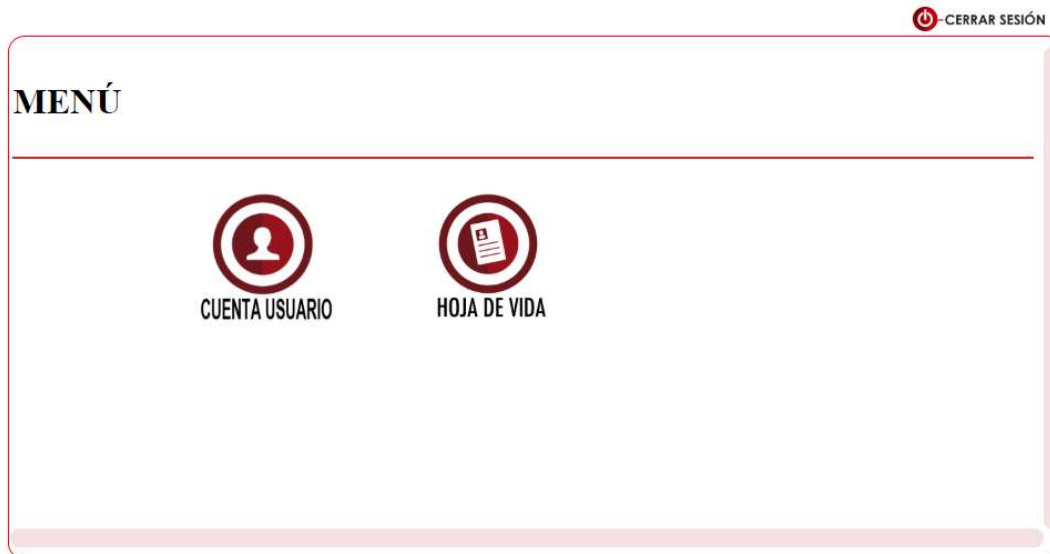 CERRAR SESIÓN
MENÚ
CUENTA USUARIO
HOJA DE VIDA